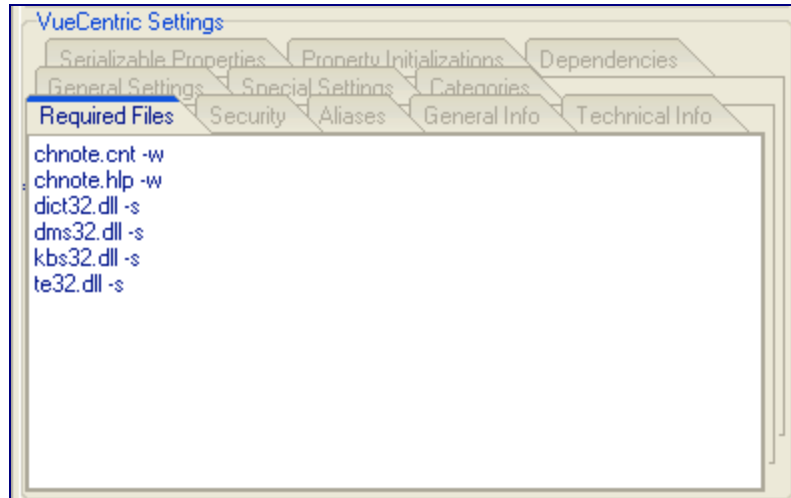 VueCentric Settings
Serializable Properties Property Initializations Dependencies
General Settings Special Settings Categories
Required Files Security Aliases General Info Technical Info
chnote.cnt -w
chnote.hlp -w
dict32.dll -s
dms32.dll -s
kbs32.dll -s
te32.dll -s